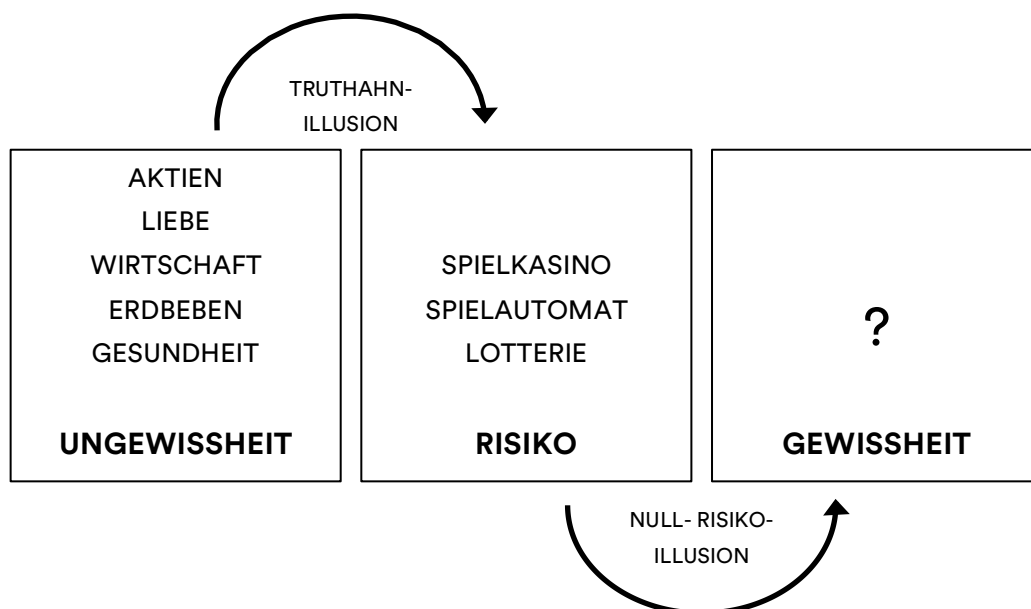 TRUTHAHN-
ILLUSION
AKTIEN
LIEBE
WIRTSCHAFT
ERDBEBEN
GESUNDHEIT
UNGEWISSHEIT
SPIELKASINO
SPIELAUTOMAT
LOTTERIE
RISIKO
?
GEWISSHEIT
NULL- RISIKO-
ILLUSION